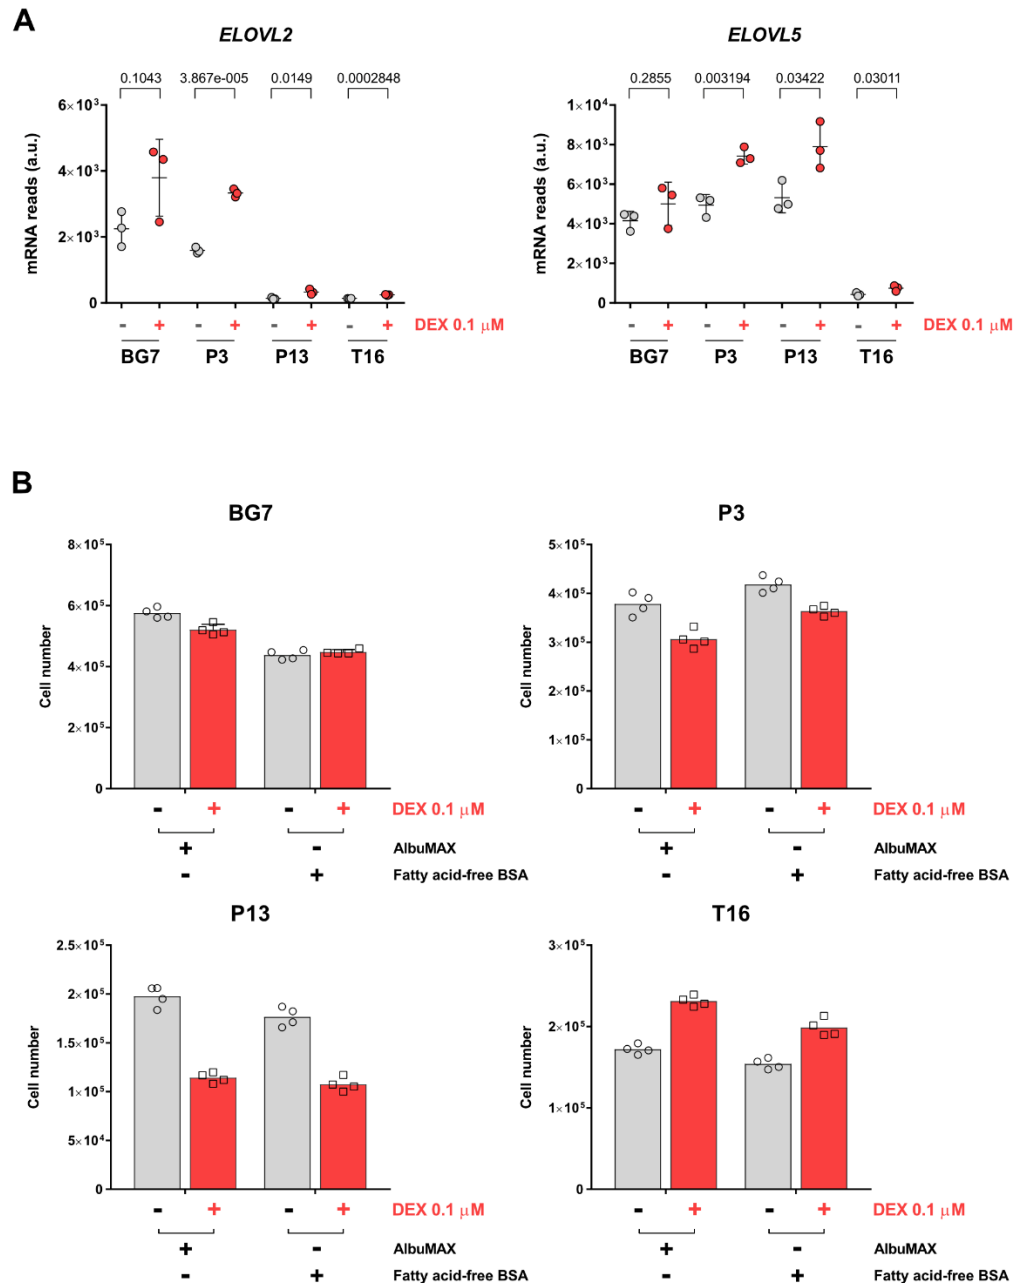 A
ELOVL2
0.1043 3.867e-005 0.0149 0.0002848
mRNA reads (a.u.)
6×10³
4×10³
2×10³
0
- + - + - + - + DEX 0.1 μM
BG7 P3 P13 T16
ELOVL5
0.2855 0.003194 0.03422 0.03011
mRNA reads (a.u.)
1×10⁴
8×10³
6×10³
4×10³
2×10³
0
- + - + - + - + DEX 0.1 μM
BG7 P3 P13 T16
B
BG7
Cell number
8×10⁵
6×10⁵
4×10⁵
2×10⁵
0
- + - + DEX 0.1 μM
+ - AlbuMAX
- + Fatty acid-free BSA
P3
Cell number
5×10⁵
4×10⁵
3×10⁵
2×10⁵
1×10⁵
0
- + - + DEX 0.1 μM
+ - AlbuMAX
- + Fatty acid-free BSA
P13
Cell number
2.5×10⁵
2×10⁵
1.5×10⁵
1×10⁵
5×10⁴
0
- + - + DEX 0.1 μM
+ - AlbuMAX
- + Fatty acid-free BSA
T16
Cell number
3×10⁵
2×10⁵
1×10⁵
0
- + - + DEX 0.1 μM
+ - AlbuMAX
- + Fatty acid-free BSA